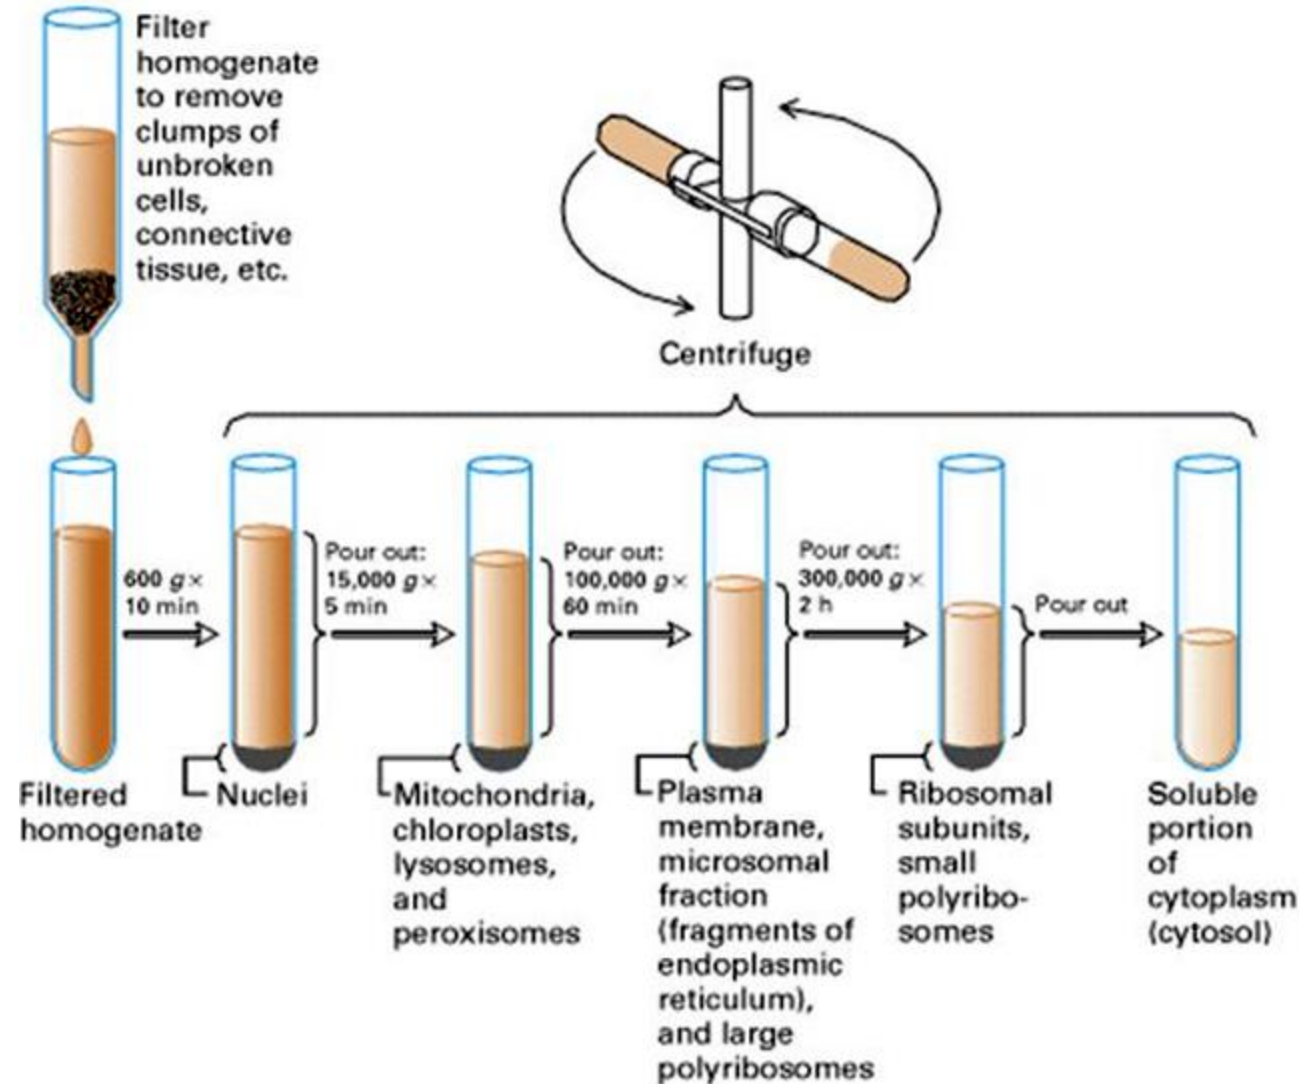 Filter
homogenate
to remove
clumps of
unbroken
cells,
connective
tissue, etc.
Centrifuge
600 g×
10 min
Pour out:
15,000 g×
5 min
Pour out:
100,000 g×
60 min
Pour out:
300,000 g×
2 h
Pour out
Filtered
homogenate
Nuclei
Mitochondria,
chloroplasts,
lysosomes,
and
peroxisomes
Plasma
membrane,
microsomal
fraction
(fragments of
endoplasmic
reticulum),
and large
polyribosomes
Ribosomal
subunits,
small
polyribo-
somes
Soluble
portion
of
cytoplasm
(cytosol)